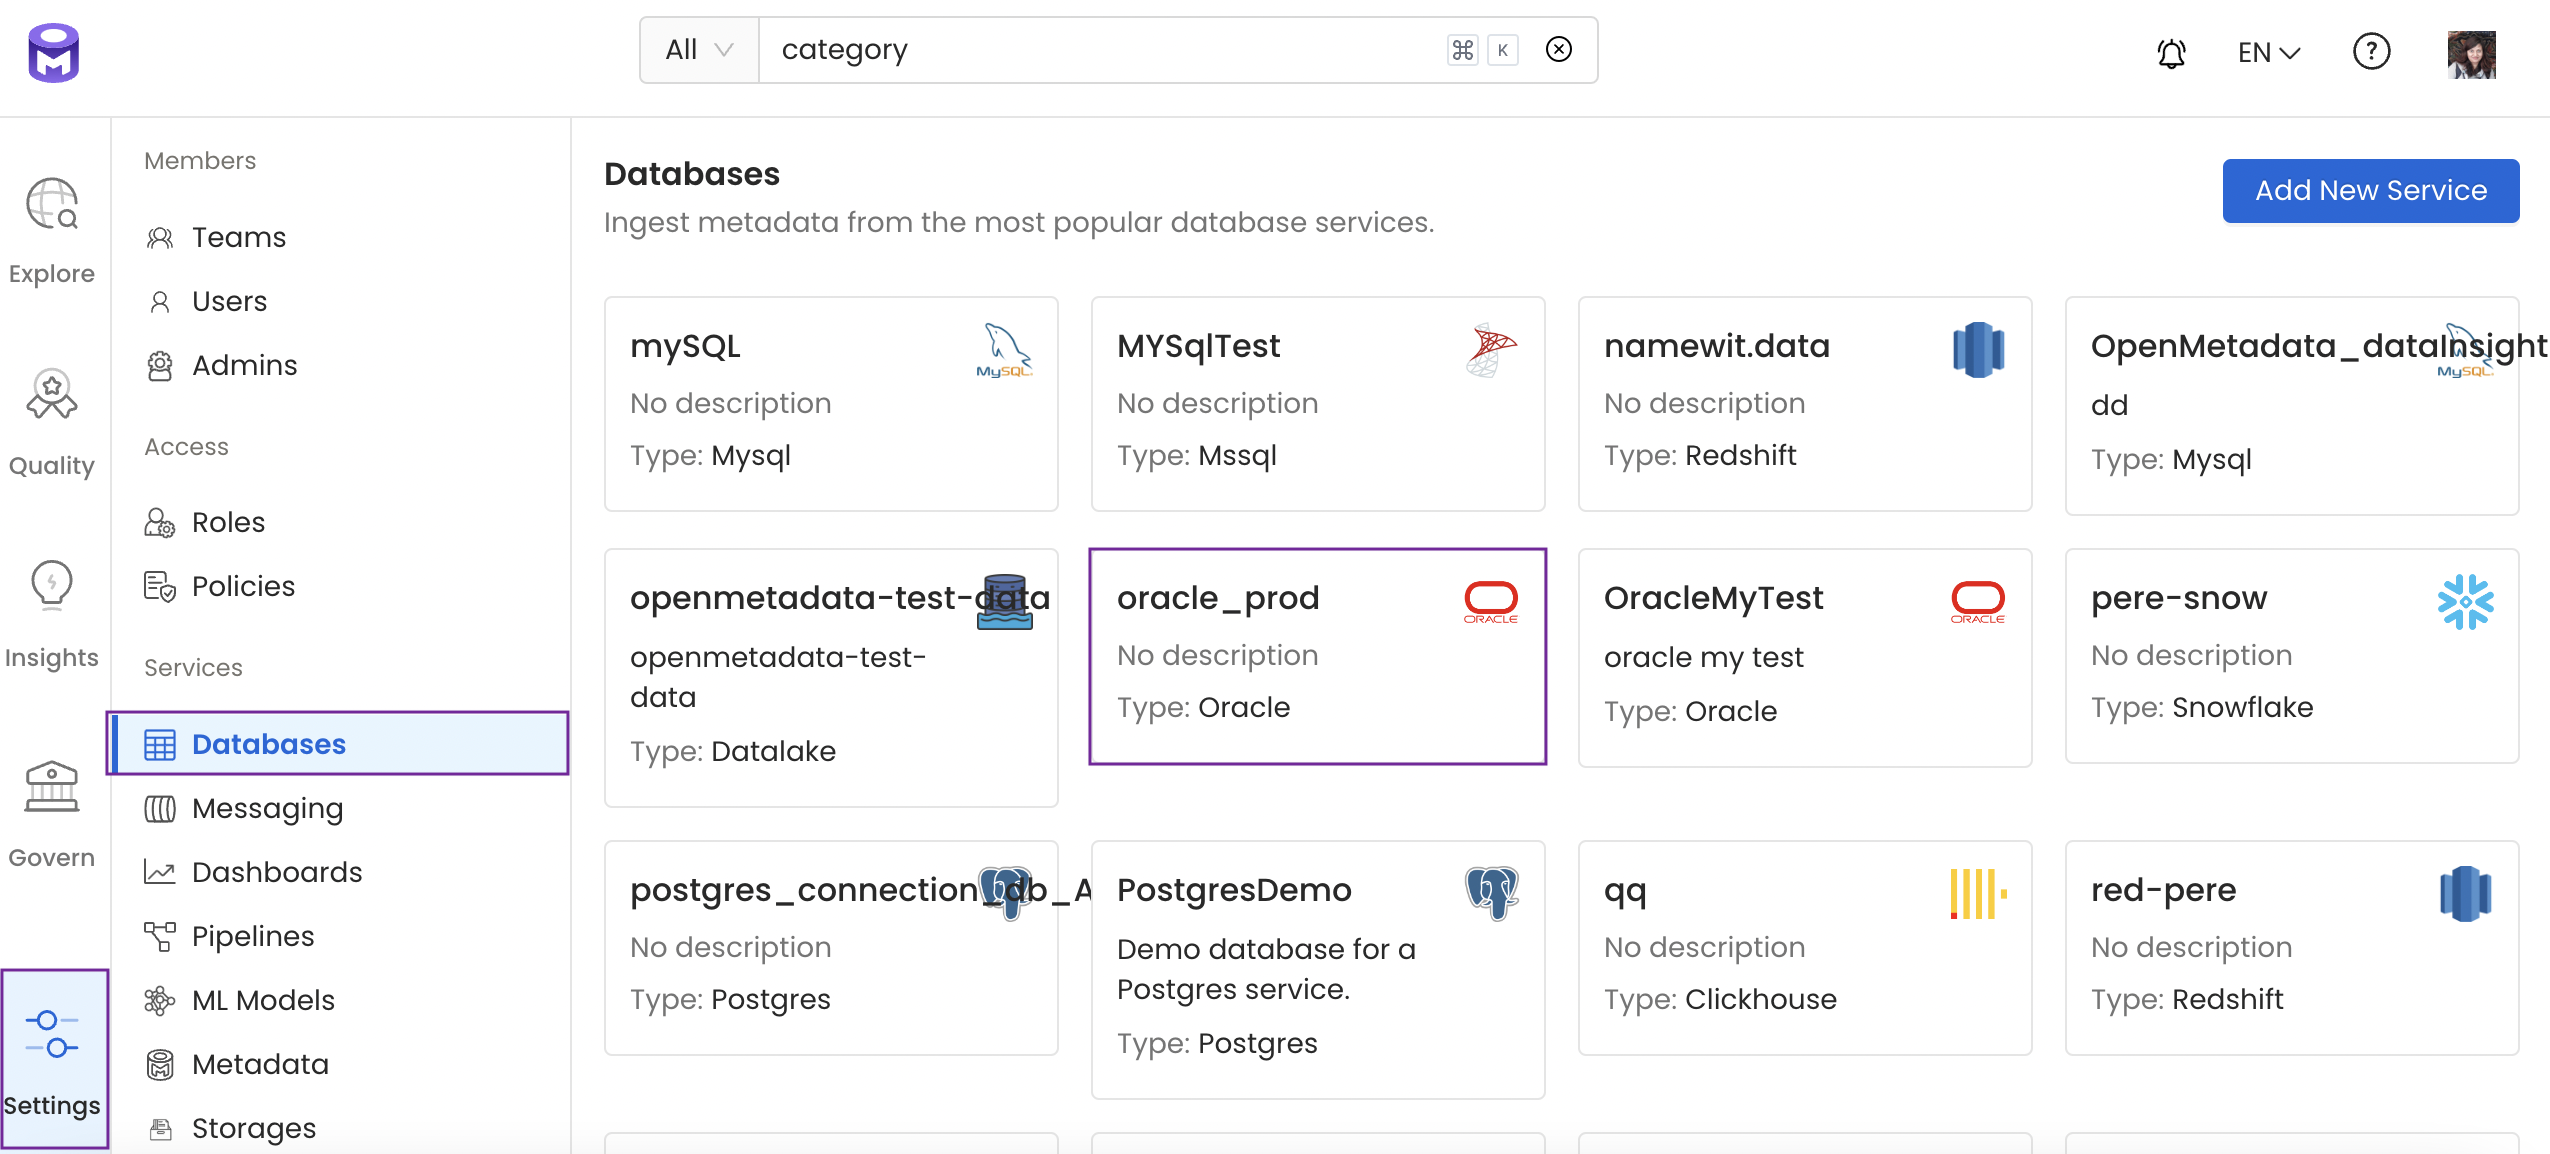 All
category
⌘ K
EN
?
Explore
Quality
Insights
Govern
Settings
Members
Teams
Users
Admins
Access
Roles
Policies
Services
Databases
Messaging
Dashboards
Pipelines
ML Models
Metadata
Storages
Databases
Ingest metadata from the most popular database services.
Add New Service
mySQL
MySQL
No description
Type: Mysql
MYSqlTest
No description
Type: Mssql
namewit.data
No description
Type: Redshift
OpenMetadata_dataInsight
MySQL
dd
Type: Mysql
openmetadata-test-data
openmetadata-test-
data
Type: Datalake
oracle_prod
ORACLE
No description
Type: Oracle
OracleMyTest
ORACLE
oracle my test
Type: Oracle
pere-snow
No description
Type: Snowflake
postgres_connection_db_A
No description
Type: Postgres
PostgresDemo
Demo database for a
Postgres service.
Type: Postgres
qq
No description
Type: Clickhouse
red-pere
No description
Type: Redshift